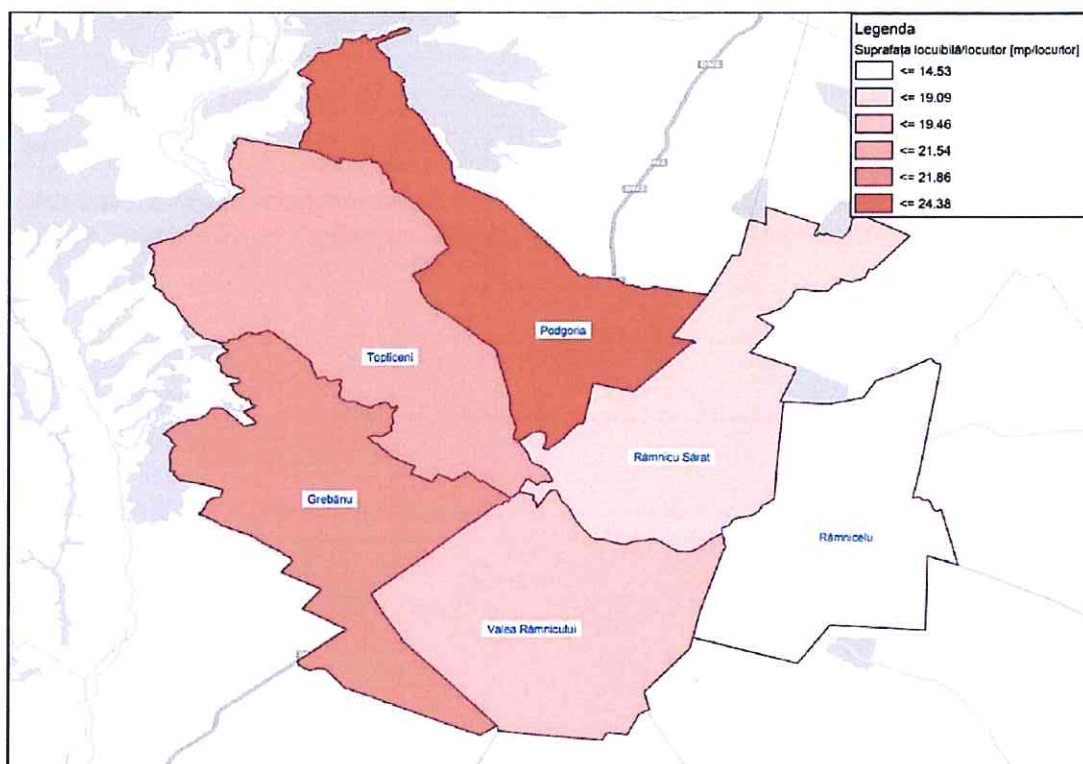 Legenda
Suprafața locuibilă/locuitor [mp/locuitor]
<= 14.53
<= 19.09
<= 19.46
<= 21.54
<= 21.86
<= 24.38
Podgoria
Topliceni
Râmnicu Sărat
Grebănu
Râmnicelu
Valea Râmnicului